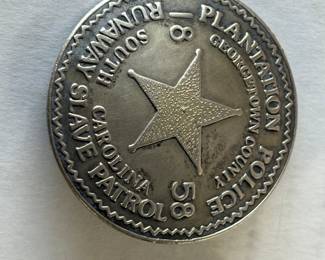 PLANTATION POLICE
RUNAWAY SLAVE PATROL
18
58
SOUTH
CAROLINA
GEORGETOWN COUNTY